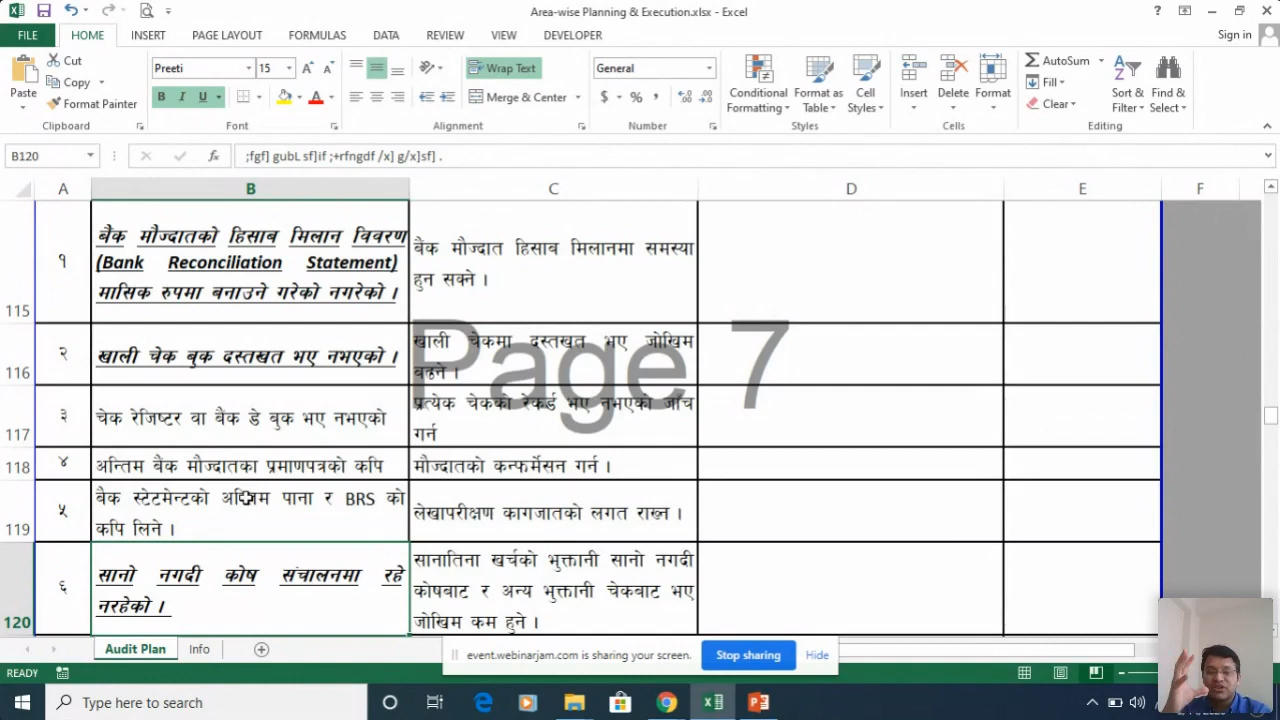 Area-wise Planning & Execution.xlsx - Excel
FILE HOME INSERT PAGE LAYOUT FORMULAS DATA REVIEW VIEW DEVELOPER Sign in
Cut
Copy
Format Painter
Paste
Clipboard
Preeti 15
B I U
Font
Wrap Text
Merge & Center
Alignment
General
$ % ,
Number
Conditional Formatting
Format as Table
Cell Styles
Styles
Insert Delete Format
Cells
AutoSum
Fill
Clear
Sort & Filter
Find & Select
Editing
B120 fx ;fgf] gubL sf]if ;+rfngdf /x] g/x]sf] .
A B C D E F
115 १
बैंक मौज्दातको हिसाब मिलान विवरण
(Bank Reconciliation Statement)
मासिक रुपमा बनाउने गरेको नगरेको ।
बैंक मौज्दात हिसाब मिलानमा समस्या
हुन सक्ने ।
Page 7
116 २
खाली चेक बुक दस्तखत भए नभएको ।
खाली चेकमा दस्तखत भए जोखिम
बढ्ने ।
117 ३
चेक रेजिष्टर वा बैंक डे बुक भए नभएको
प्रत्येक चेकको रेकर्ड भए नभएको जाँच
गर्न
118 ४
अन्तिम बैंक मौज्दातका प्रमाणपत्रको कपि
मौज्दातको कन्फर्मेसन गर्न ।
119 ५
बैक स्टेटमेन्टको अन्तिम पाना र BRS को
कपि लिने ।
लेखापरीक्षण कागजातको लगत राख्न ।
120 ६
सानो नगदी कोष संचालनमा रहे
नरहेको ।
सानातिना खर्चको भुक्तानी सानो नगदी
कोषबाट र अन्य भुक्तानी चेकबाट भए
जोखिम कम हुने ।
Audit Plan Info
event.webinarjam.com is sharing your screen. Stop sharing Hide
READY
Type here to search